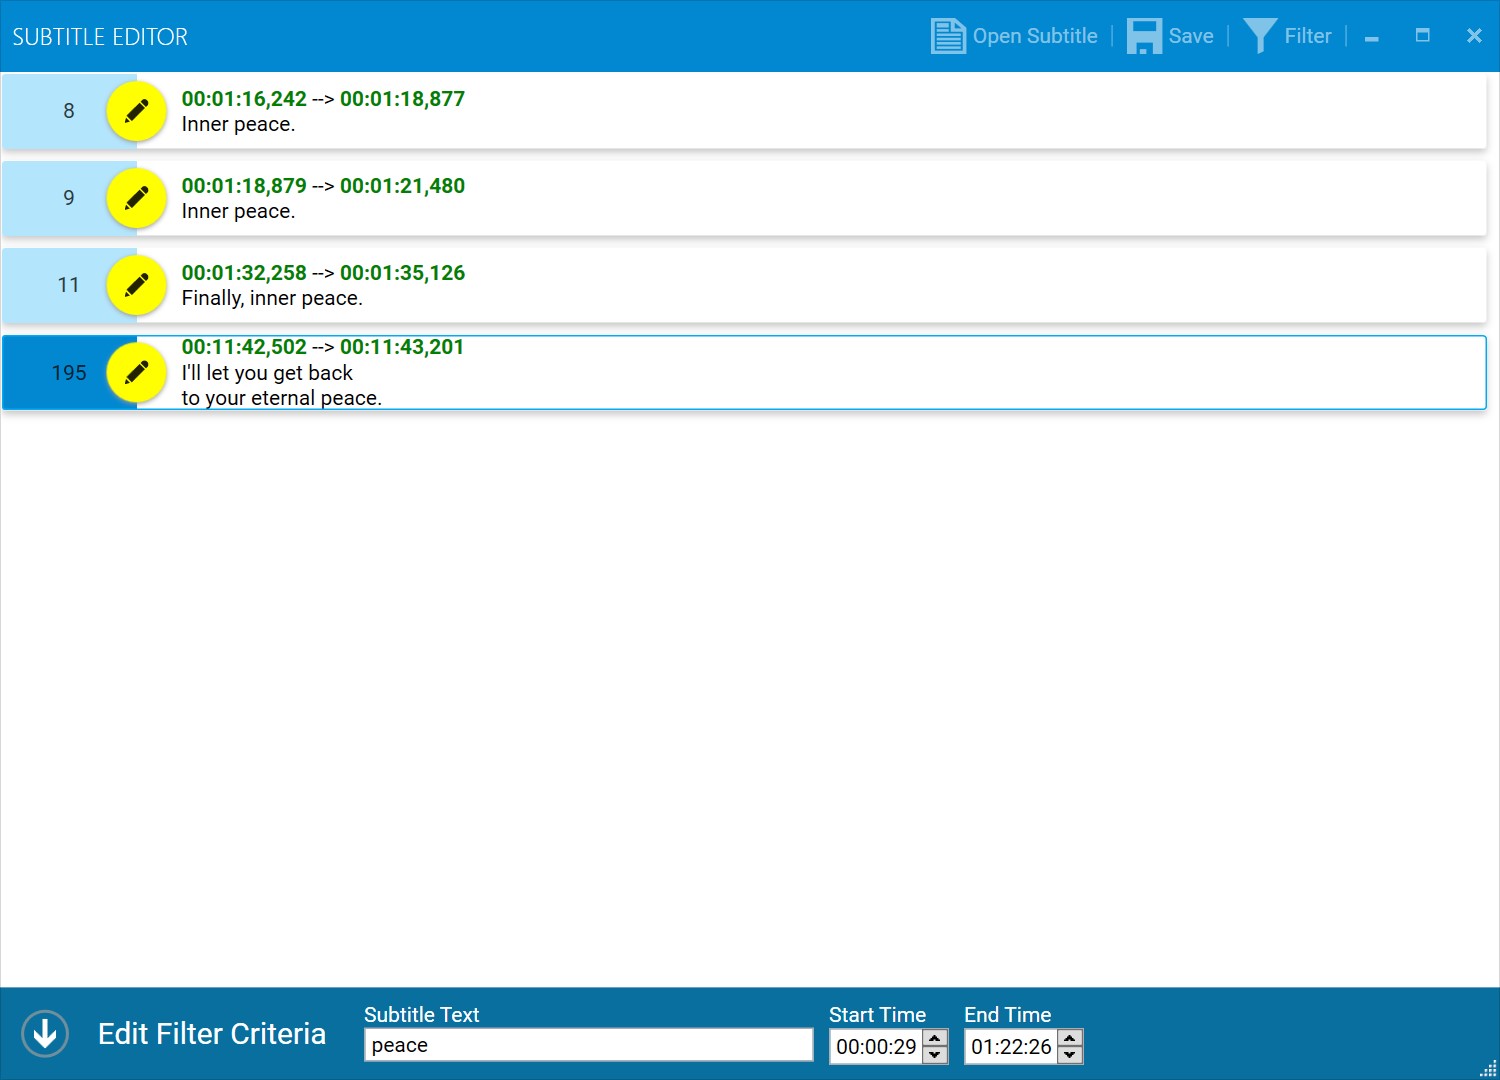 SUBTITLE EDITOR
Open Subtitle
Save
Filter
8
00:01:16,242 --> 00:01:18,877
Inner peace.
9
00:01:18,879 --> 00:01:21,480
Inner peace.
11
00:01:32,258 --> 00:01:35,126
Finally, inner peace.
195
00:11:42,502 --> 00:11:43,201
I'll let you get back
to your eternal peace.
Edit Filter Criteria
Subtitle Text
peace
Start Time
00:00:29
End Time
01:22:26